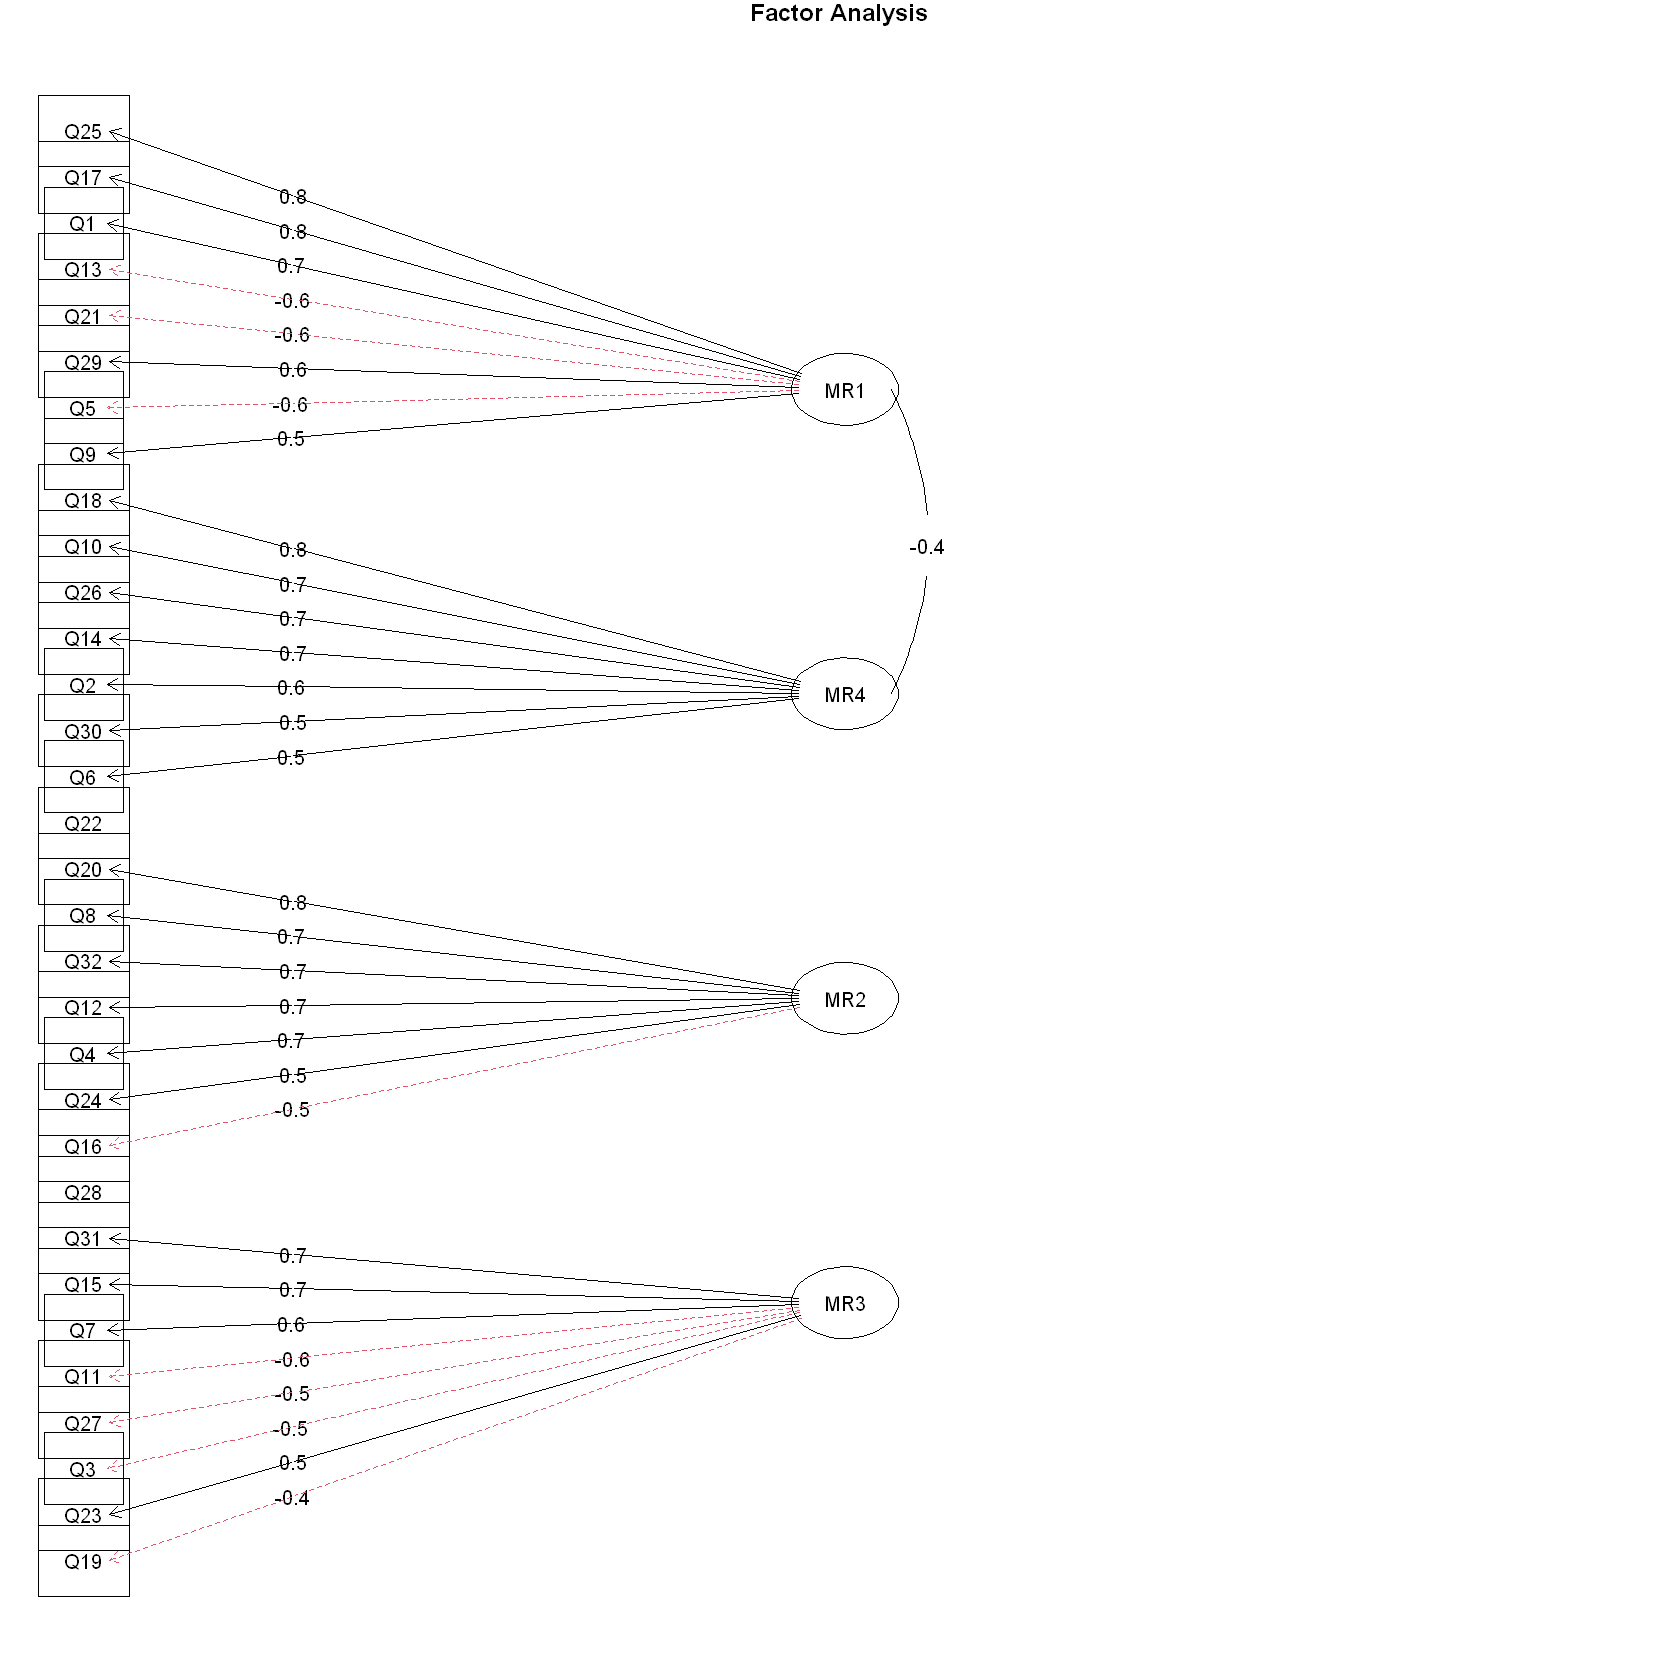 Factor Analysis
Q25
Q17
Q1
Q13
Q21
Q29
Q5
Q9
Q18
Q10
Q26
Q14
Q2
Q30
Q6
Q22
Q20
Q8
Q32
Q12
Q4
Q24
Q16
Q28
Q31
Q15
Q7
Q11
Q27
Q3
Q23
Q19
0.8
0.8
0.7
-0.6
-0.6
0.6
-0.6
0.5
0.8
0.7
0.7
0.7
0.6
0.5
0.5
0.8
0.7
0.7
0.7
0.7
0.5
-0.5
0.7
0.7
0.6
-0.6
-0.5
-0.5
0.5
-0.4
MR1
MR4
MR2
MR3
-0.4